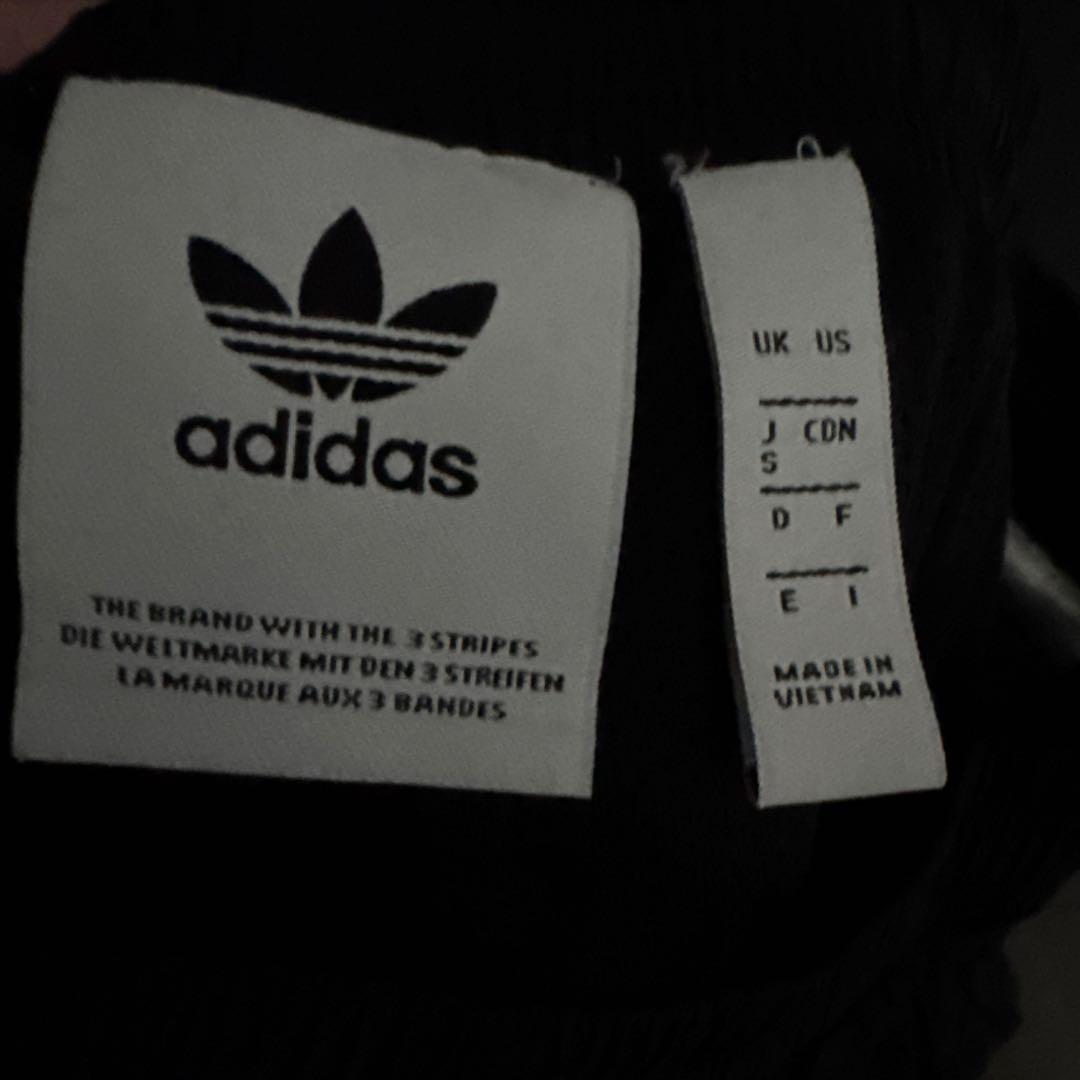 adidas
THE BRAND WITH THE 3 STRIPES
DIE WELTMARKE MIT DEN 3 STREIFEN
LA MARQUE AUX 3 BANDES
UK US
J CDN
S
D F
E I
MADE IN
VIETNAM